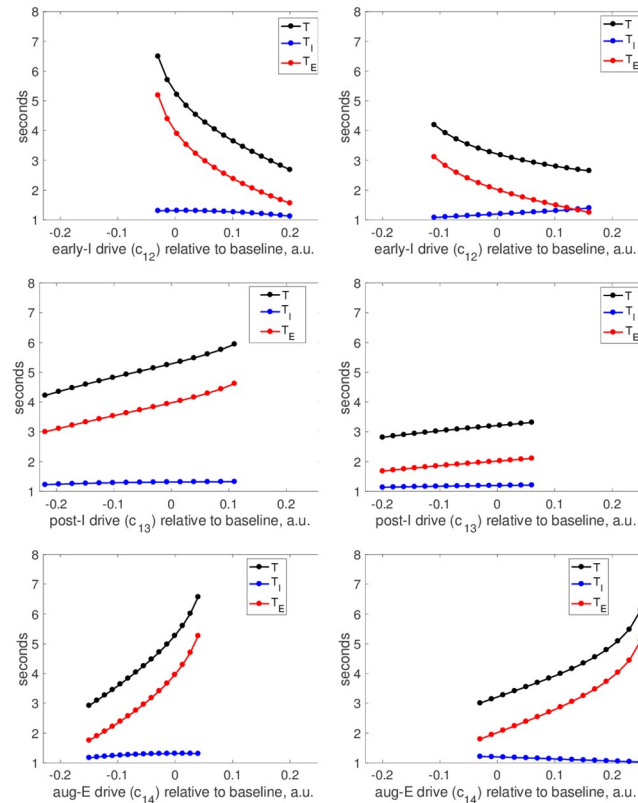 8
7
6
5
4
3
2
1
seconds
T
T_I
T_E
-0.2 -0.1 0 0.1 0.2
early-I drive (c_12) relative to baseline, a.u.
8
7
6
5
4
3
2
1
seconds
T
T_I
T_E
-0.2 -0.1 0 0.1 0.2
early-I drive (c_12) relative to baseline, a.u.
8
7
6
5
4
3
2
1
seconds
T
T_I
T_E
-0.2 -0.1 0 0.1 0.2
post-I drive (c_13) relative to baseline, a.u.
8
7
6
5
4
3
2
1
seconds
T
T_I
T_E
-0.2 -0.1 0 0.1 0.2
post-I drive (c_13) relative to baseline, a.u.
8
7
6
5
4
3
2
1
seconds
T
T_I
T_E
-0.2 -0.1 0 0.1 0.2
aug-E drive (c_14) relative to baseline, a.u.
8
7
6
5
4
3
2
1
seconds
T
T_I
T_E
-0.2 -0.1 0 0.1 0.2
aug-E drive (c_14) relative to baseline, a.u.